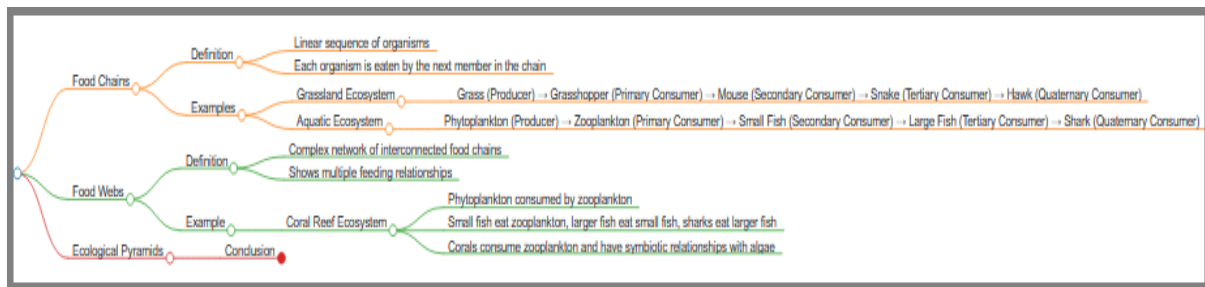 Food Chains
Definition
Linear sequence of organisms
Each organism is eaten by the next member in the chain
Examples
Grassland Ecosystem
Grass (Producer) → Grasshopper (Primary Consumer) → Mouse (Secondary Consumer) → Snake (Tertiary Consumer) → Hawk (Quaternary Consumer)
Aquatic Ecosystem
Phytoplankton (Producer) → Zooplankton (Primary Consumer) → Small Fish (Secondary Consumer) → Large Fish (Tertiary Consumer) → Shark (Quaternary Consumer)
Food Webs
Definition
Complex network of interconnected food chains
Shows multiple feeding relationships
Example
Coral Reef Ecosystem
Phytoplankton consumed by zooplankton
Small fish eat zooplankton, larger fish eat small fish, sharks eat larger fish
Corals consume zooplankton and have symbiotic relationships with algae
Ecological Pyramids
Conclusion